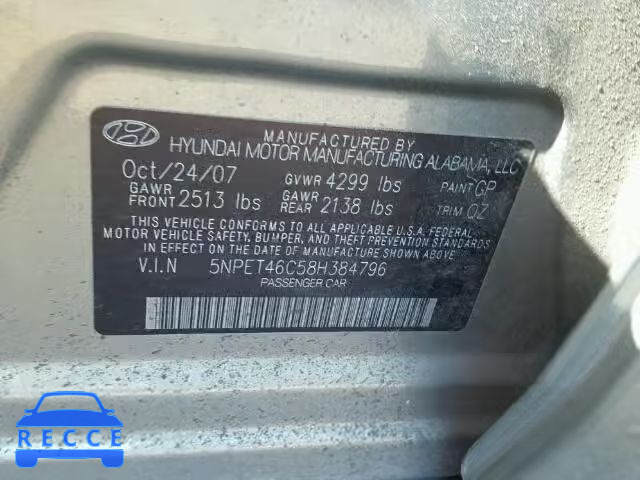 MANUFACTURED BY
HYUNDAI MOTOR MANUFACTURING ALABAMA, LLC
Oct/24/07 GVWR 4299 lbs PAINT GP
GAWR FRONT 2513 lbs GAWR REAR 2138 lbs TRIM OZ
THIS VEHICLE CONFORMS TO ALL APPLICABLE U.S.A. FEDERAL
MOTOR VEHICLE SAFETY, BUMPER, AND THEFT PREVENTION
STANDARDS IN EFFECT ON THE DATE OF MANUFACTURE SHOWN ABOVE.
V.I.N 5NPET46C58H384796
PASSENGER CAR
RECCE